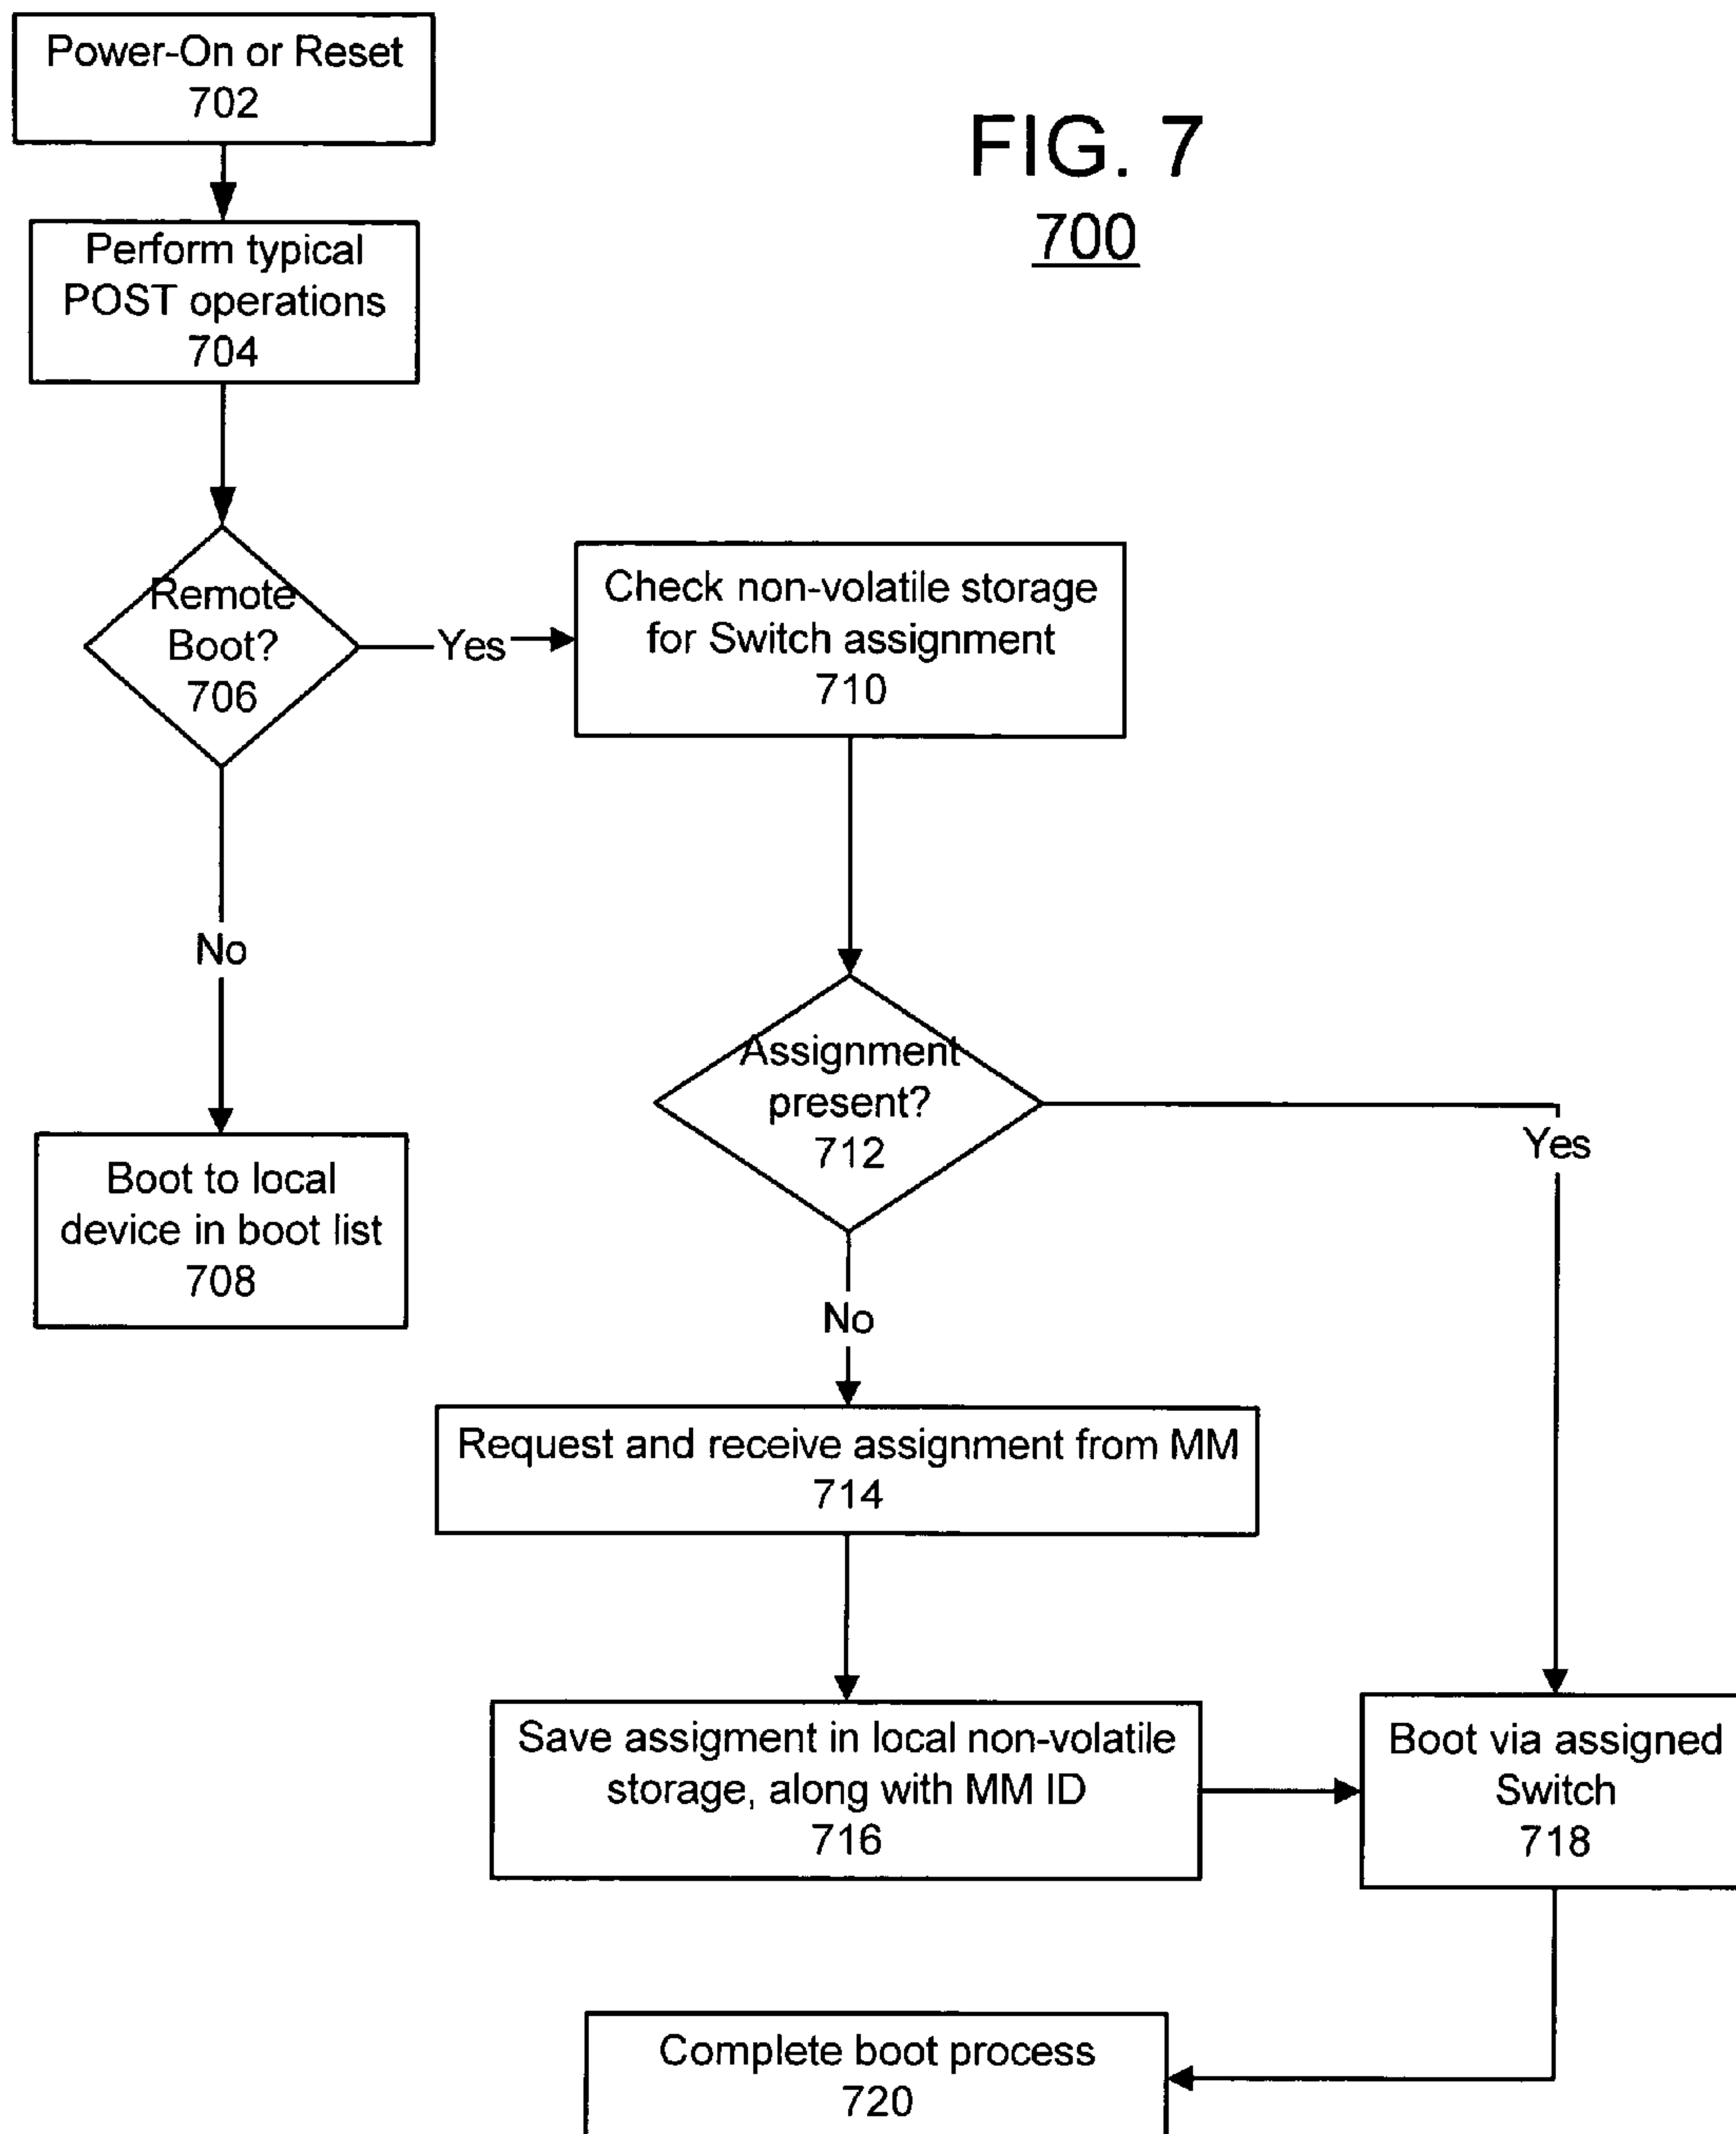 Power-On or Reset
702
FIG. 7
700
Perform typical
POST operations
704
Remote
Boot?
706
Yes
Check non-volatile storage
for Switch assignment
710
No
Assignment
present?
712
Yes
Boot to local
device in boot list
708
No
Request and receive assignment from MM
714
Save assigment in local non-volatile
storage, along with MM ID
716
Boot via assigned
Switch
718
Complete boot process
720